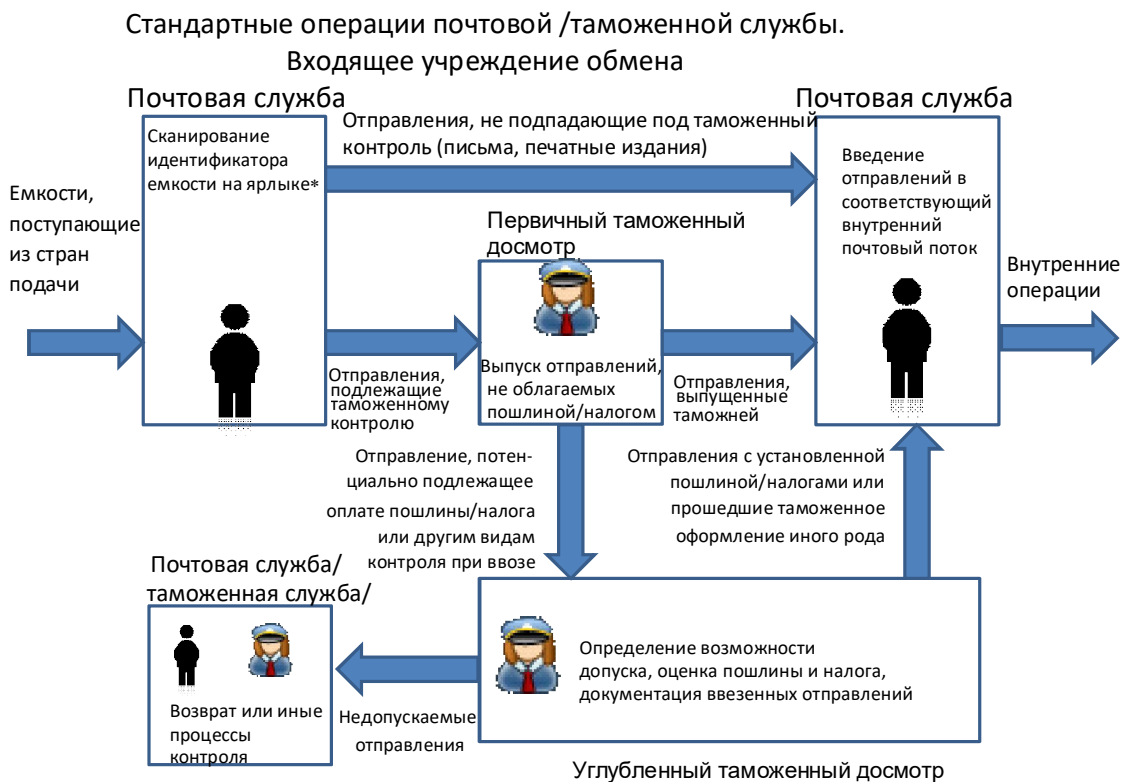 Стандартные операции почтовой /таможенной службы.
Входящее учреждение обмена
Почтовая служба
Почтовая служба
Емкости,
поступающие
из стран
подачи
Сканирование
идентификатора
емкости на ярлыке*
Отправления, не подпадающие под таможенный
контроль (письма, печатные издания)
Введение
отправлений в
соответствующий
внутренний
почтовый поток
Внутренние
операции
Первичный таможенный
досмотр
Выпуск отправлений,
не облагаемых
пошлиной/налогом
Отправления,
подлежащие
таможенному
контролю
Отправления,
выпущенные
таможней
Отправление, потен-
циально подлежащее
оплате пошлины/налога
или другим видам
контроля при ввозе
Отправления с установленной
пошлиной/налогами или
прошедшие таможенное
оформление иного рода
Почтовая служба/
таможенная служба/
Возврат или иные
процессы
контроля
Недопускаемые
отправления
Определение возможности
допуска, оценка пошлины и налога,
документация ввезенных отправлений
Углубленный таможенный досмотр